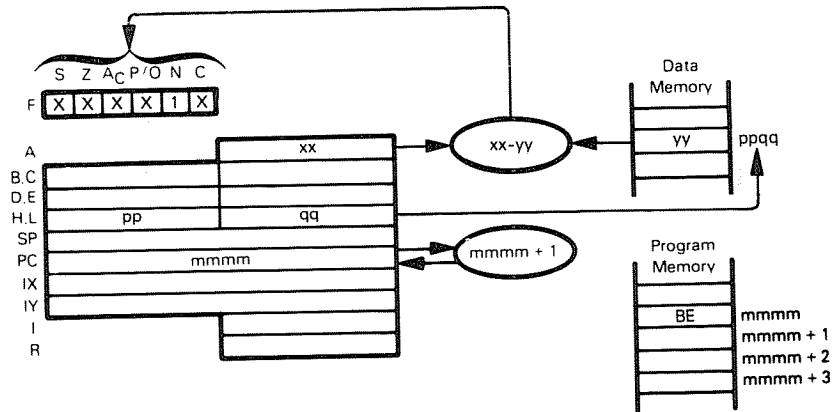 S Z AC P/O N C
F X X X X 1 X
Data
Memory
A xx
xx-yy
yy ppqq
B.C
D.E
H.L pp qq
SP
PC mmmm
mmmm + 1
IX
IY
I
R
Program
Memory
BE mmmm
mmmm + 1
mmmm + 2
mmmm + 3